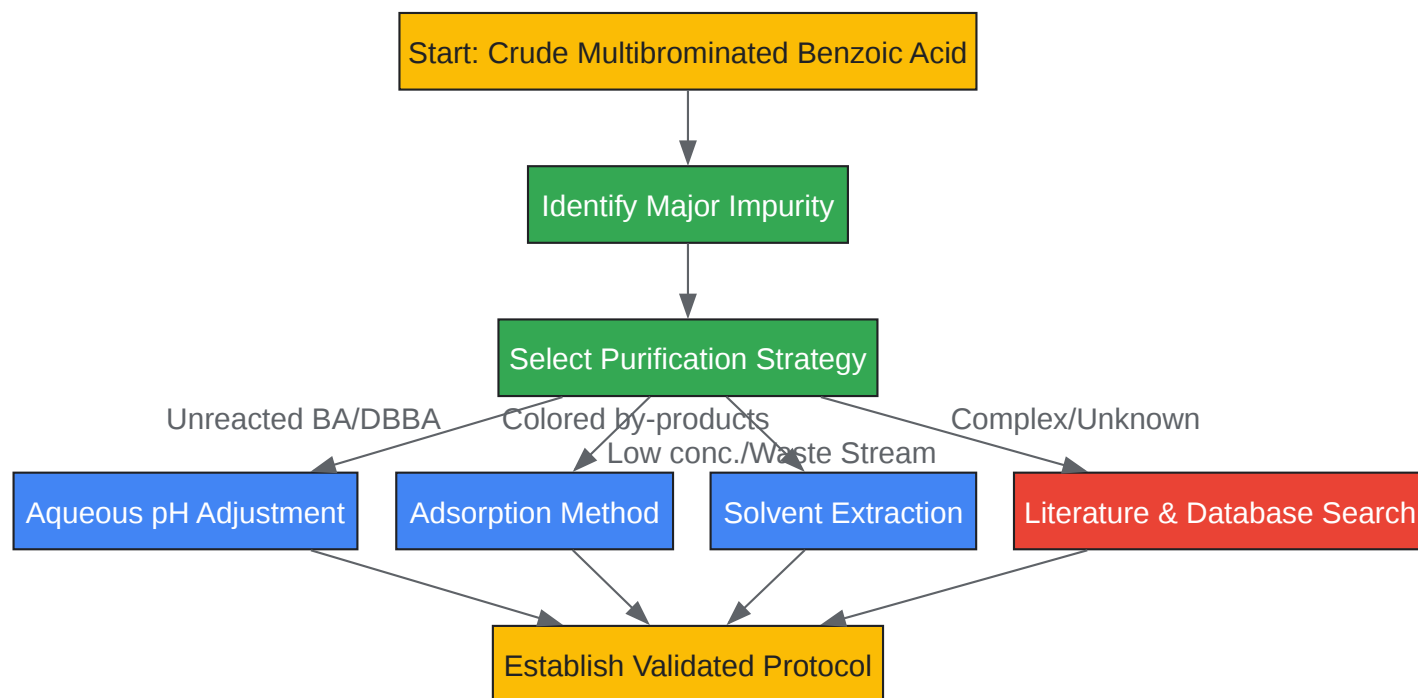 Start: Crude Multibrominated Benzoic Acid
Identify Major Impurity
Select Purification Strategy
Unreacted BA/DBBA
Colored by-products
Complex/Unknown
Low conc./Waste Stream
Aqueous pH Adjustment
Adsorption Method
Solvent Extraction
Literature & Database Search
Establish Validated Protocol